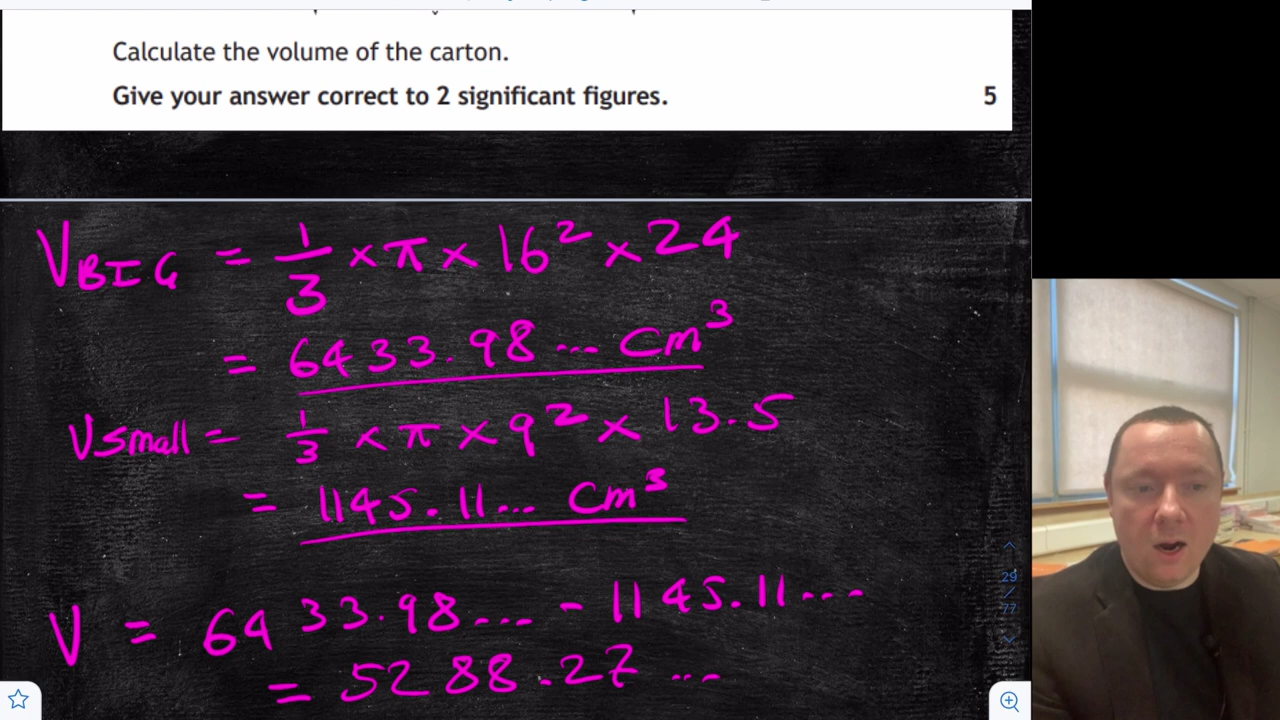 Calculate the volume of the carton.
Give your answer correct to 2 significant figures. 5
VBIG = 1/3 × π × 16² × 24
= 6433.98... cm³
Vsmall = 1/3 × π × 9² × 13.5
= 1145.11... cm³
V = 6433.98... - 1145.11...
= 5288.27...
29
/
77